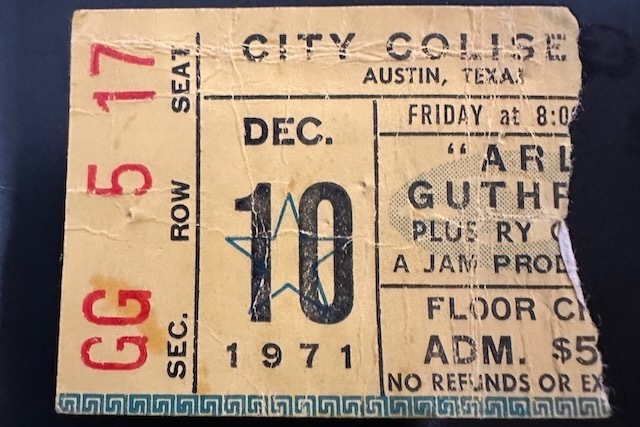 SEC. GG ROW 5 SEAT 17
CITY COLISE
AUSTIN, TEXAS
DEC.
10
1971
FRIDAY at 8:0
"ARL
GUTHR
PLUS RY C
A JAM PROD
FLOOR CH
ADM. $5
NO REFUNDS OR EX